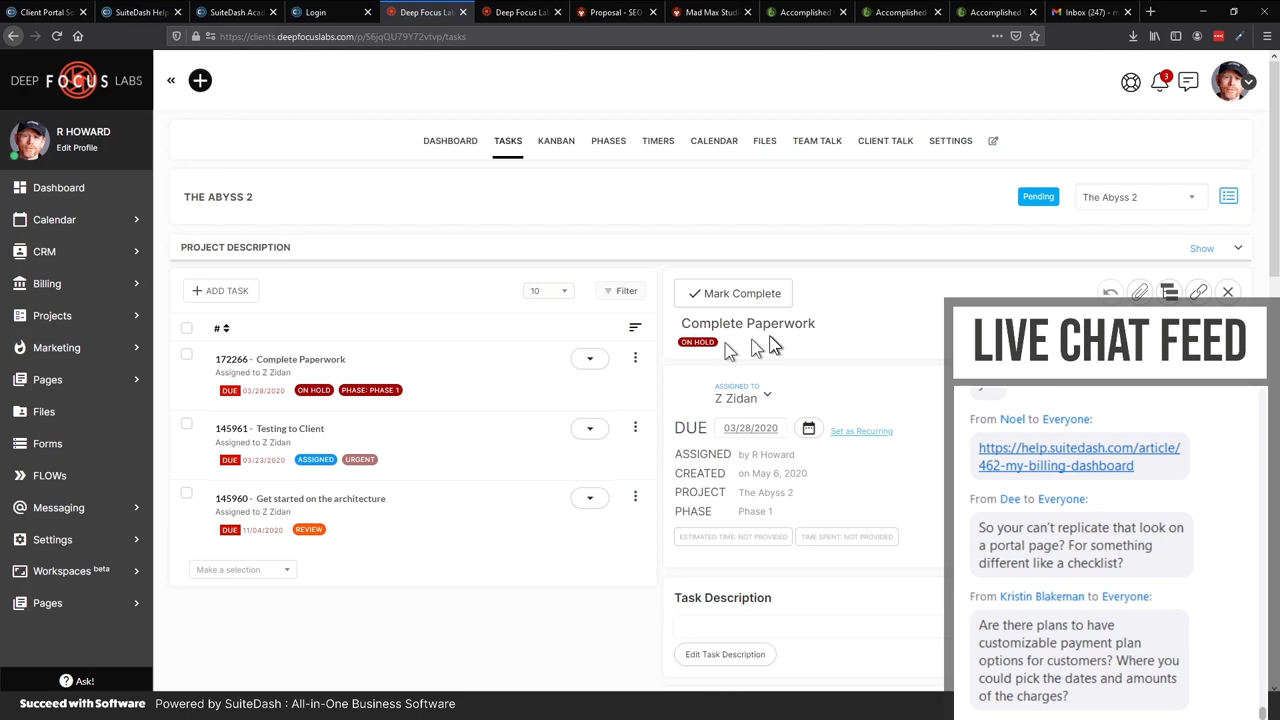 Client Portal So
SuiteDash Help
SuiteDash Acad
Login
Deep Focus Lab
Deep Focus Lab
Proposal - SEO
Mad Max Studio
Accomplished
Accomplished
Accomplished
Inbox (247) - m
https://clients.deepfocuslabs.com/p/S6jqQU79Y72vtvp/tasks
DEEP FOCUS LABS
3
R HOWARD
Edit Profile
Dashboard
Calendar
CRM
Billing
Projects
Marketing
Pages
Files
Forms
FLOWs
Messaging
Settings
Workspaces beta
Pages
Ask!
DASHBOARD TASKS KANBAN PHASES TIMERS CALENDAR FILES TEAM TALK CLIENT TALK SETTINGS
THE ABYSS 2
Pending
The Abyss 2
PROJECT DESCRIPTION
Show
+ ADD TASK
10
Filter
#
172266 - Complete Paperwork
Assigned to Z Zidan
DUE 03/28/2020 ON HOLD PHASE: PHASE 1
145961 - Testing to Client
Assigned to Z Zidan
DUE 03/23/2020 ASSIGNED URGENT
145960 - Get started on the architecture
Assigned to Z Zidan
DUE 11/04/2020 REVIEW
Make a selection
Mark Complete
Complete Paperwork
ON HOLD
ASSIGNED TO
Z Zidan
DUE 03/28/2020 Set as Recurring
ASSIGNED by R Howard
CREATED on May 6, 2020
PROJECT The Abyss 2
PHASE Phase 1
ESTIMATED TIME: NOT PROVIDED TIME SPENT: NOT PROVIDED
Task Description
Edit Task Description
LIVE CHAT FEED
From Noel to Everyone:
https://help.suitedash.com/article/
462-my-billing-dashboard
From Dee to Everyone:
So your can't replicate that look on
a portal page? For something
different like a checklist?
From Kristin Blakeman to Everyone:
Are there plans to have
customizable payment plan
options for customers? Where you
could pick the dates and amounts
of the charges?
Succeed with Software Powered by SuiteDash : All-in-One Business Software